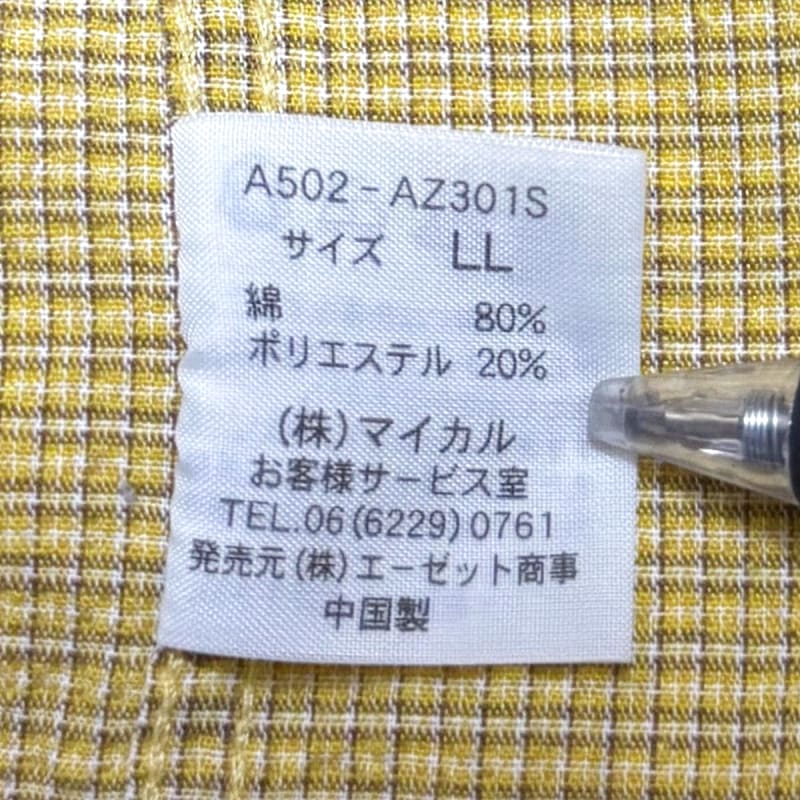 A502-AZ301S
サイズ LL
綿 80%
ポリエステル 20%
(株)マイカル
お客様サービス室
TEL.06(6229)0761
発売元(株)エーゼット商事
中国製